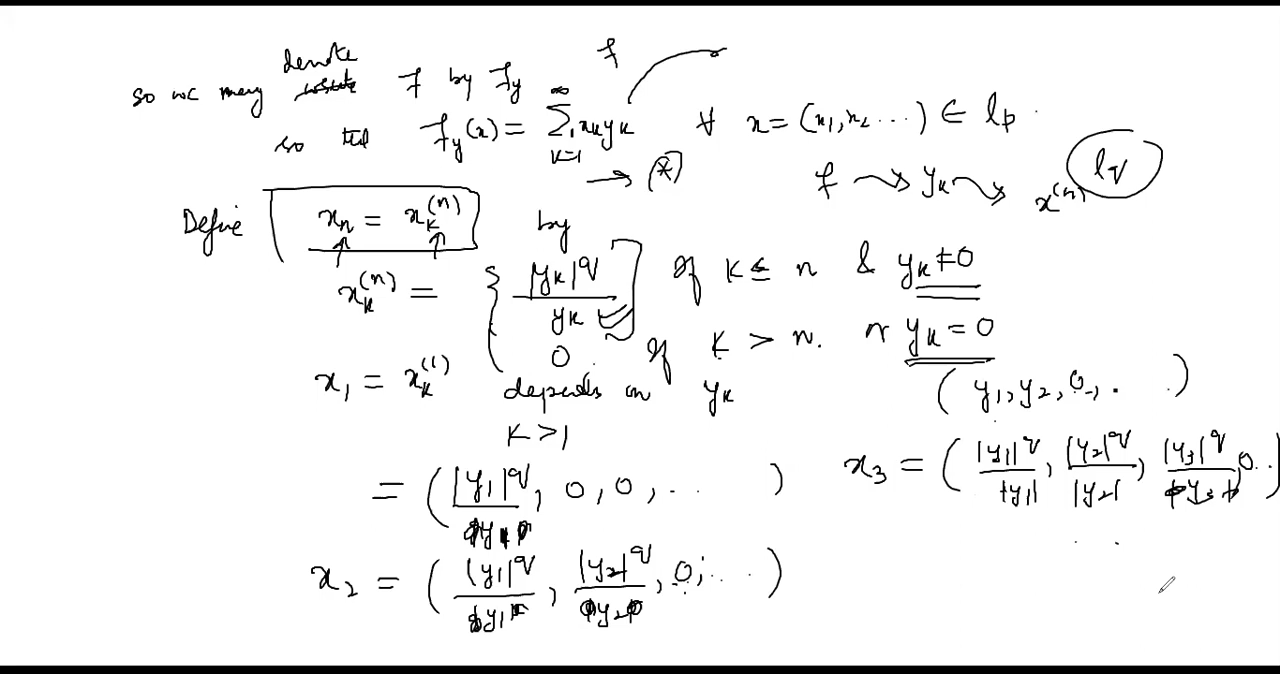 f
so we may denote f by f_y
so that f_y(x) = ∑_{k=1}^{∞} x_k y_k ∀ x = (x_1, x_2 ...) ∈ l_p
→ (*)
f ⇝ y_k ⇝ x^{(n)} l_q
Define x_n = x_k^{(n)} by
x_k^{(n)} = { |y_k|^q / y_k if k ≤ n & y_k ≠ 0
0 if k > n. or y_k = 0
x_1 = x_k^{(1)} depends on y_k
k > 1
(y_1, y_2, 0, . . )
= (|y_1|^q / y_1, 0, 0, ... )
x_3 = (|y_1|^q / |y_1|, |y_2|^q / |y_2|, |y_3|^q / y_3, 0 ..)
x_2 = (|y_1|^q / y_1, |y_2|^q / y_2, 0, ... )